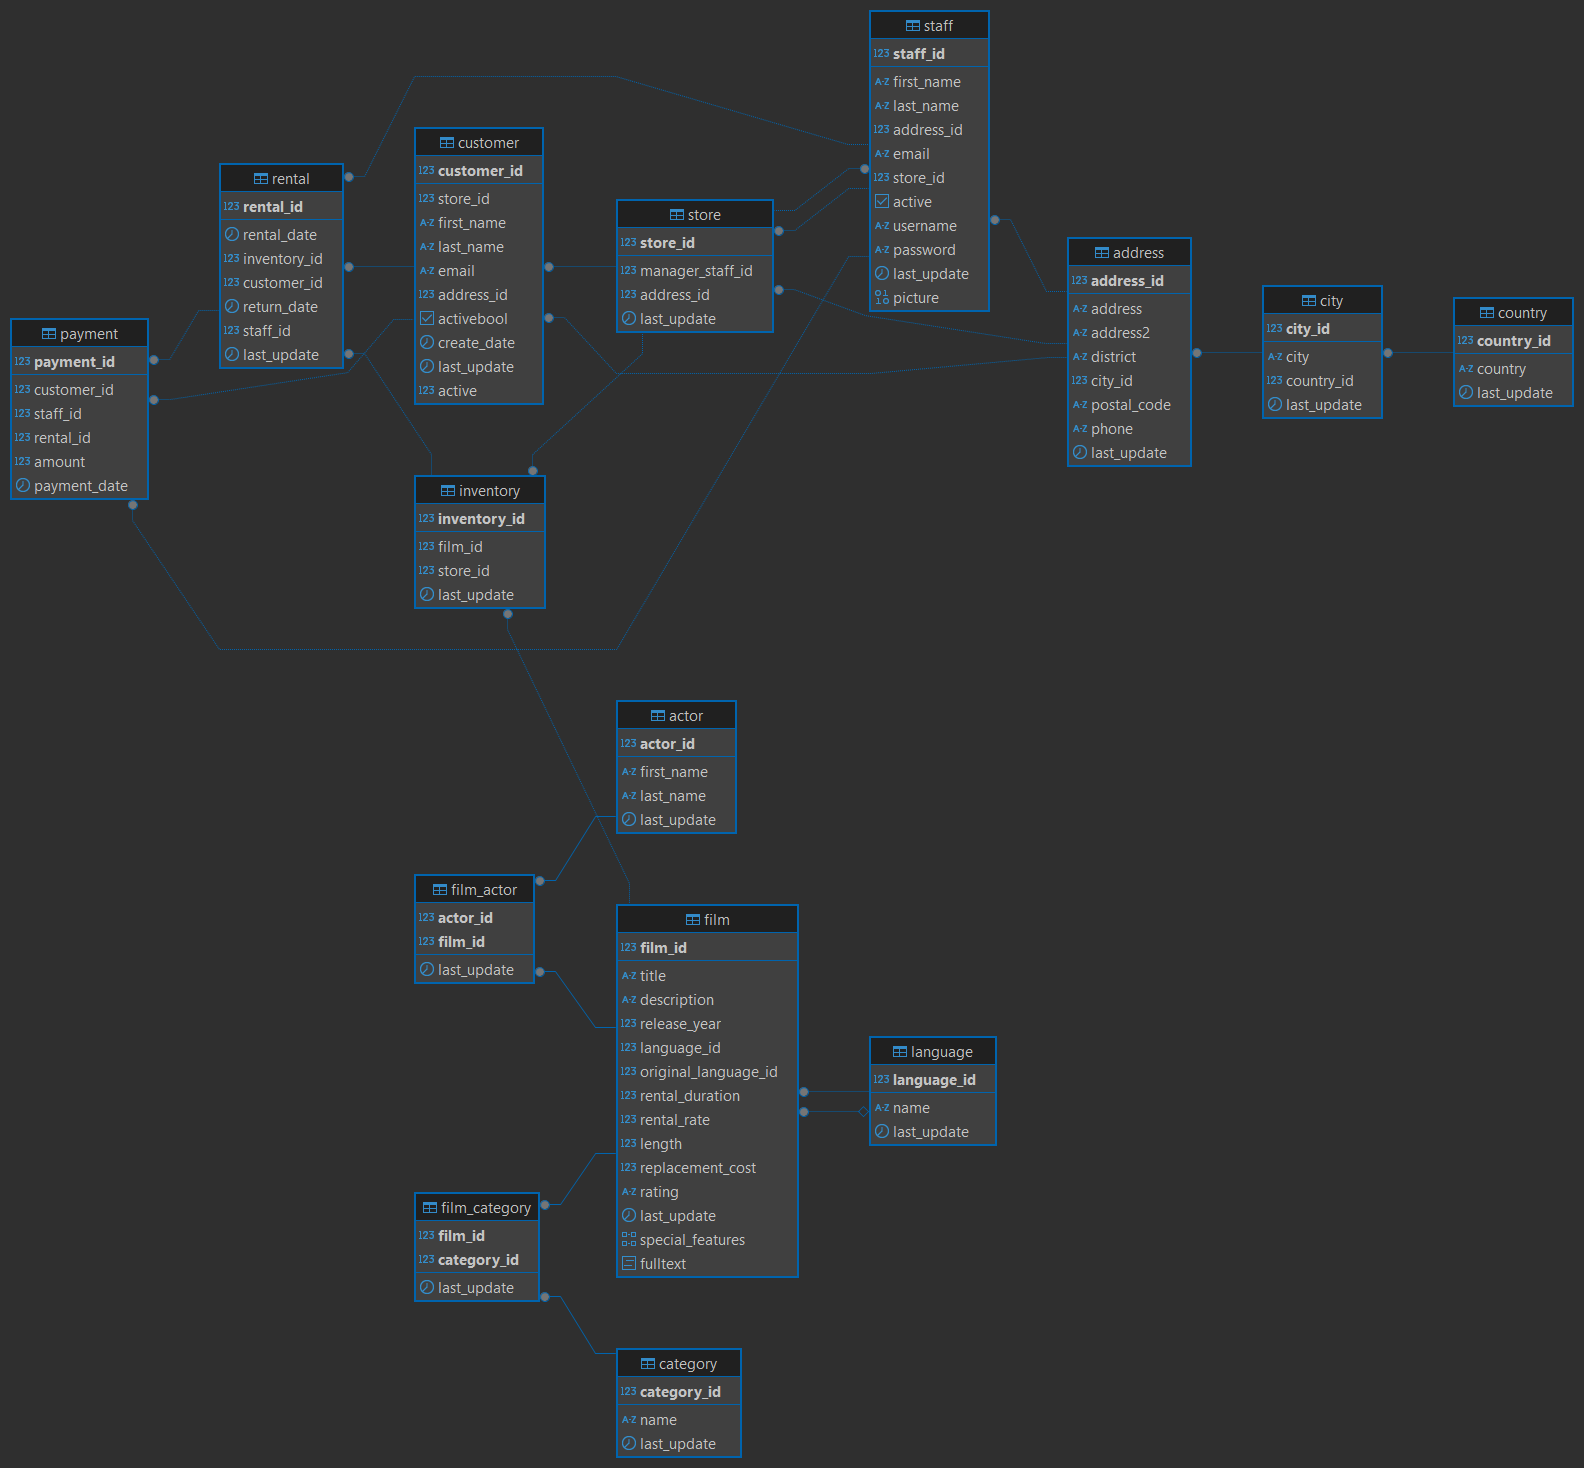 staff
123 staff_id
A-Z first_name
A-Z last_name
123 address_id
A-Z email
123 store_id
active
A-Z username
A-Z password
last_update
picture
customer
123 customer_id
123 store_id
A-Z first_name
A-Z last_name
A-Z email
123 address_id
activebool
create_date
last_update
123 active
rental
123 rental_id
rental_date
123 inventory_id
123 customer_id
return_date
123 staff_id
last_update
store
123 store_id
123 manager_staff_id
123 address_id
last_update
address
123 address_id
A-Z address
A-Z address2
A-Z district
123 city_id
A-Z postal_code
A-Z phone
last_update
city
123 city_id
A-Z city
123 country_id
last_update
country
123 country_id
A-Z country
last_update
payment
123 payment_id
123 customer_id
123 staff_id
123 rental_id
123 amount
payment_date
inventory
123 inventory_id
123 film_id
123 store_id
last_update
actor
123 actor_id
A-Z first_name
A-Z last_name
last_update
film_actor
123 actor_id
123 film_id
last_update
film
123 film_id
A-Z title
A-Z description
123 release_year
123 language_id
123 original_language_id
123 rental_duration
123 rental_rate
123 length
123 replacement_cost
A-Z rating
last_update
special_features
fulltext
language
123 language_id
A-Z name
last_update
film_category
123 film_id
123 category_id
last_update
category
123 category_id
A-Z name
last_update